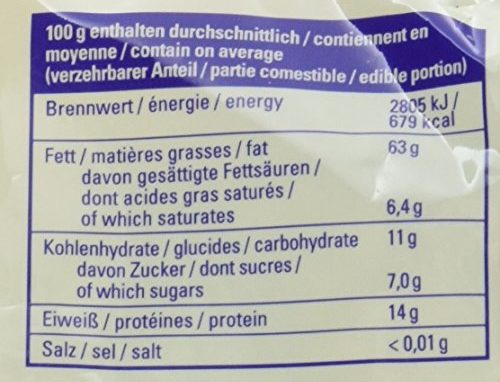 100 g enthalten durchschnittlich / contiennent en
moyenne / contain on average
(verzehrbarer Anteil / partie comestible / edible portion)
Brennwert / énergie / energy 2805 kJ /
679 kcal
Fett / matières grasses / fat 63 g
davon gesättigte Fettsäuren /
dont acides gras saturés /
of which saturates 6,4 g
Kohlenhydrate / glucides / carbohydrate 11 g
davon Zucker / dont sucres /
of which sugars 7,0 g
Eiweiß / protéines / protein 14 g
Salz / sel / salt < 0,01 g